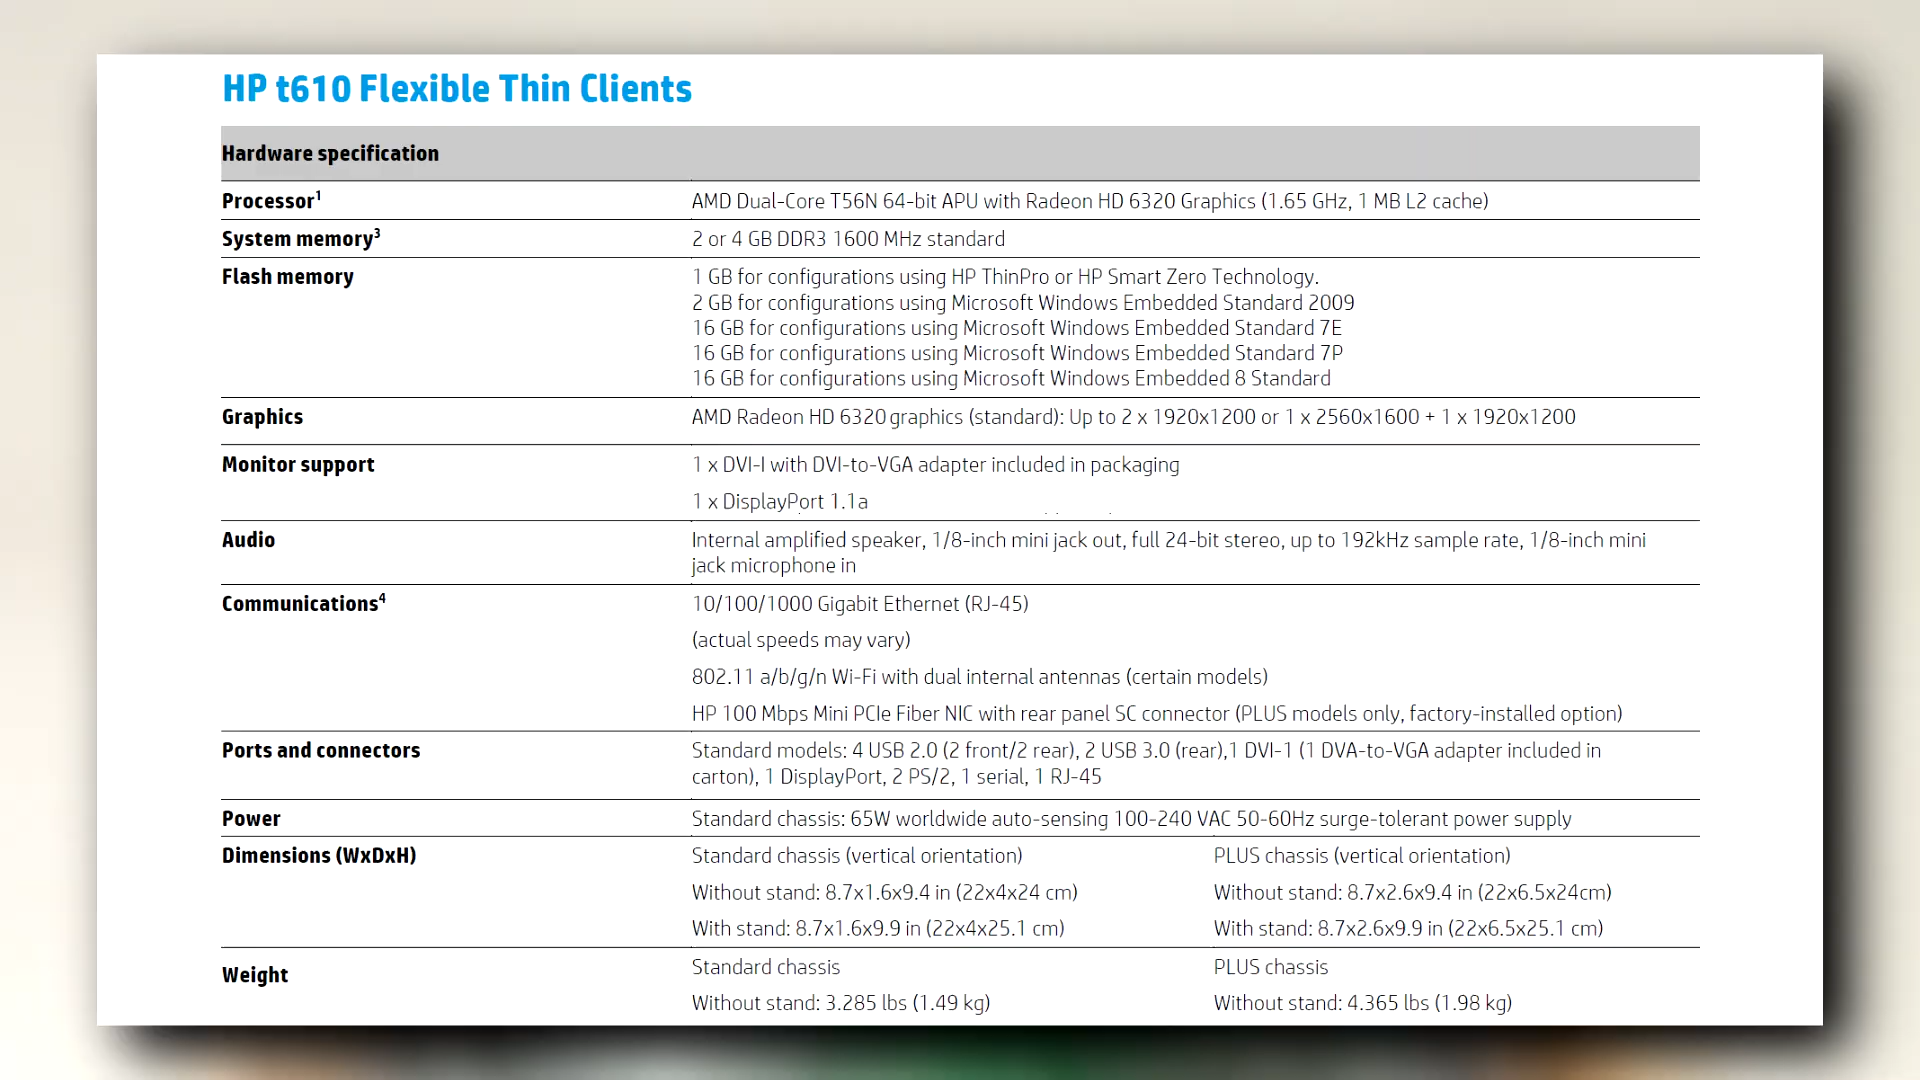 HP t610 Flexible Thin Clients
Hardware specification
Processor¹ AMD Dual-Core T56N 64-bit APU with Radeon HD 6320 Graphics (1.65 GHz, 1 MB L2 cache)
System memory³ 2 or 4 GB DDR3 1600 MHz standard
Flash memory 1 GB for configurations using HP ThinPro or HP Smart Zero Technology.
2 GB for configurations using Microsoft Windows Embedded Standard 2009
16 GB for configurations using Microsoft Windows Embedded Standard 7E
16 GB for configurations using Microsoft Windows Embedded Standard 7P
16 GB for configurations using Microsoft Windows Embedded 8 Standard
Graphics AMD Radeon HD 6320 graphics (standard): Up to 2 x 1920x1200 or 1 x 2560x1600 + 1 x 1920x1200
Monitor support 1 x DVI-I with DVI-to-VGA adapter included in packaging
1 x DisplayPort 1.1a
Audio Internal amplified speaker, 1/8-inch mini jack out, full 24-bit stereo, up to 192kHz sample rate, 1/8-inch mini
jack microphone in
Communications⁴ 10/100/1000 Gigabit Ethernet (RJ-45)
(actual speeds may vary)
802.11 a/b/g/n Wi-Fi with dual internal antennas (certain models)
HP 100 Mbps Mini PCIe Fiber NIC with rear panel SC connector (PLUS models only, factory-installed option)
Ports and connectors Standard models: 4 USB 2.0 (2 front/2 rear), 2 USB 3.0 (rear),1 DVI-1 (1 DVA-to-VGA adapter included in
carton), 1 DisplayPort, 2 PS/2, 1 serial, 1 RJ-45
Power Standard chassis: 65W worldwide auto-sensing 100-240 VAC 50-60Hz surge-tolerant power supply
Dimensions (WxDxH) Standard chassis (vertical orientation) PLUS chassis (vertical orientation)
Without stand: 8.7x1.6x9.4 in (22x4x24 cm) Without stand: 8.7x2.6x9.4 in (22x6.5x24cm)
With stand: 8.7x1.6x9.9 in (22x4x25.1 cm) With stand: 8.7x2.6x9.9 in (22x6.5x25.1 cm)
Weight Standard chassis PLUS chassis
Without stand: 3.285 lbs (1.49 kg) Without stand: 4.365 lbs (1.98 kg)